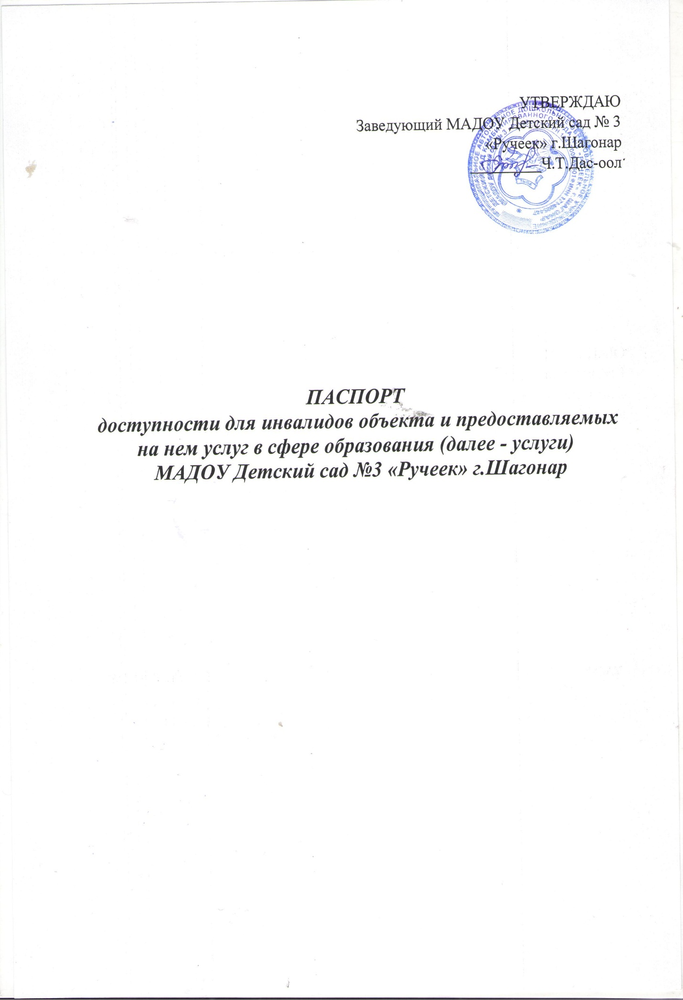 УТВЕРЖДАЮ
Заведующий МАДОУ Детский сад № 3
«Ручеек» г.Шагонар
Ч.Т.Дас-оол
ПАСПОРТ
доступности для инвалидов объекта и предоставляемых
на нем услуг в сфере образования (далее - услуги)
МАДОУ Детский сад №3 «Ручеек» г.Шагонар